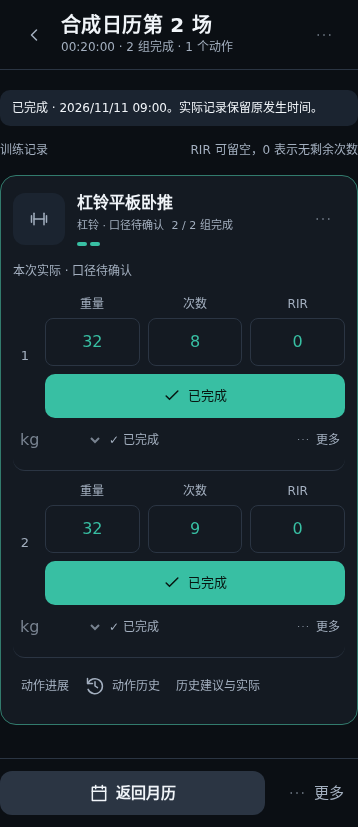 合成日历第 2 场
00:20:00 · 2 组完成 · 1 个动作
已完成 · 2026/11/11 09:00。实际记录保留原发生时间。
训练记录 RIR 可留空，0 表示无剩余次数
杠铃平板卧推
杠铃 · 口径待确认 2 / 2 组完成
本次实际 · 口径待确认
重量 次数 RIR
1 32 8 0
已完成
kg ✓ 已完成 ··· 更多
重量 次数 RIR
2 32 9 0
已完成
kg ✓ 已完成 ··· 更多
动作进展 动作历史 历史建议与实际
返回月历 ··· 更多